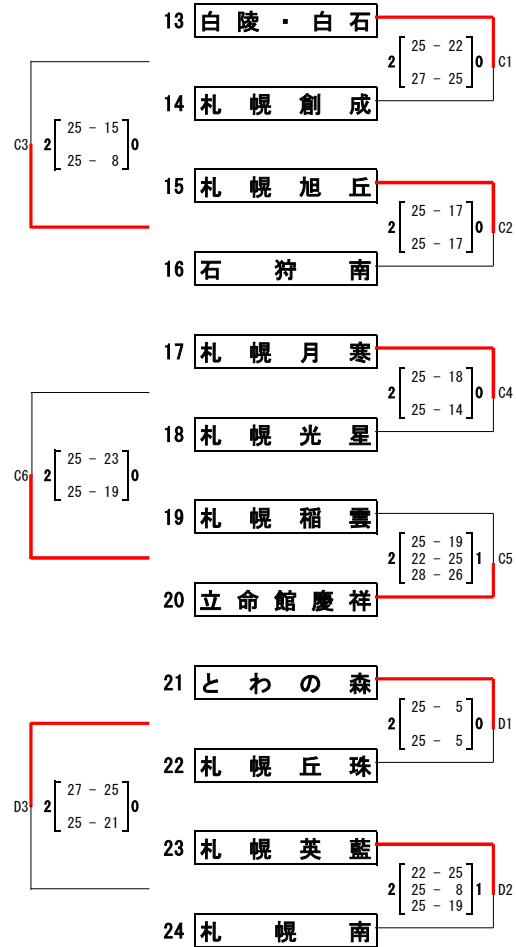 13 白陵・白石
2 25 - 22 0 C1
27 - 25
14 札幌創成
C3 2 25 - 15 0
25 - 8
15 札幌旭丘
2 25 - 17 0 C2
25 - 17
16 石狩南
17 札幌月寒
2 25 - 18 0 C4
25 - 14
18 札幌光星
C6 2 25 - 23 0
25 - 19
19 札幌稲雲
25 - 19
2 22 - 25 1 C5
28 - 26
20 立命館慶祥
21 とわの森
2 25 - 5 0 D1
25 - 5
22 札幌丘珠
D3 2 27 - 25 0
25 - 21
23 札幌英藍
22 - 25
2 25 - 8 1 D2
25 - 19
24 札幌南